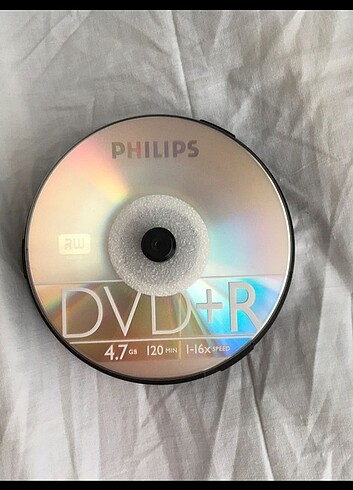 PHILIPS
RW
DVD+R
4.7 GB 120 MIN 1-16x SPEED